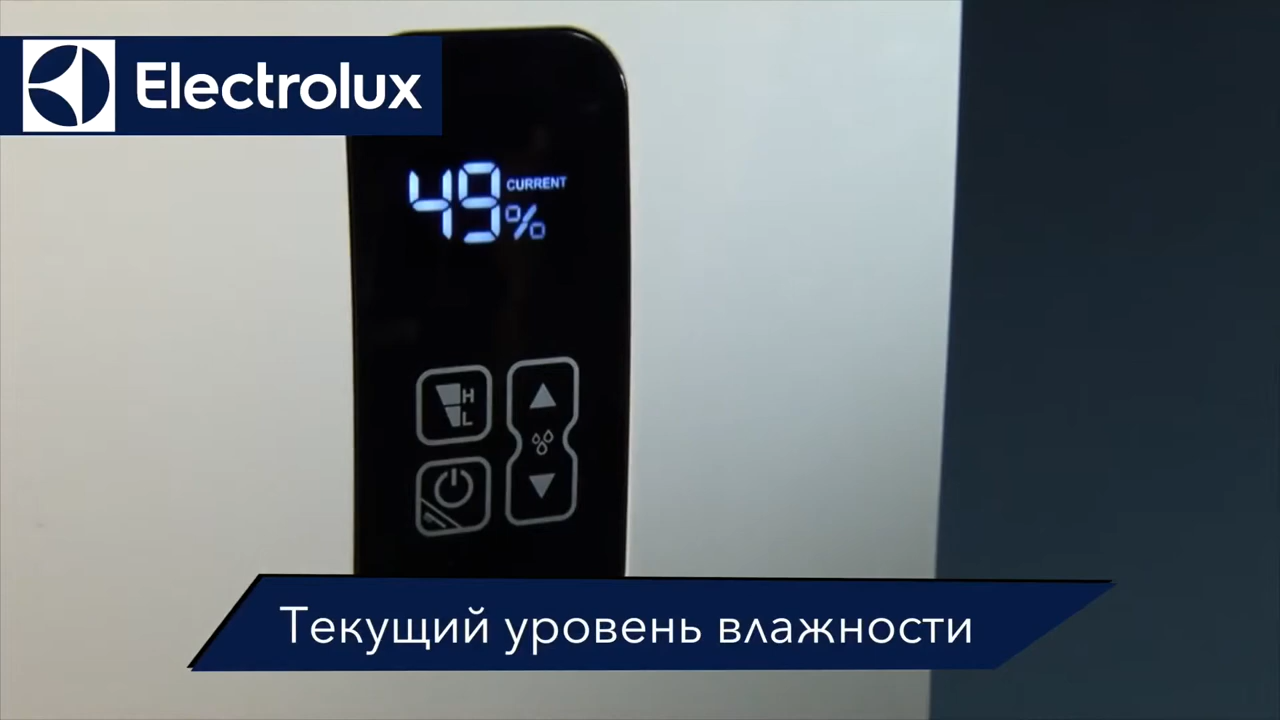 Electrolux
49 CURRENT
%
H
L
Текущий уровень влажности